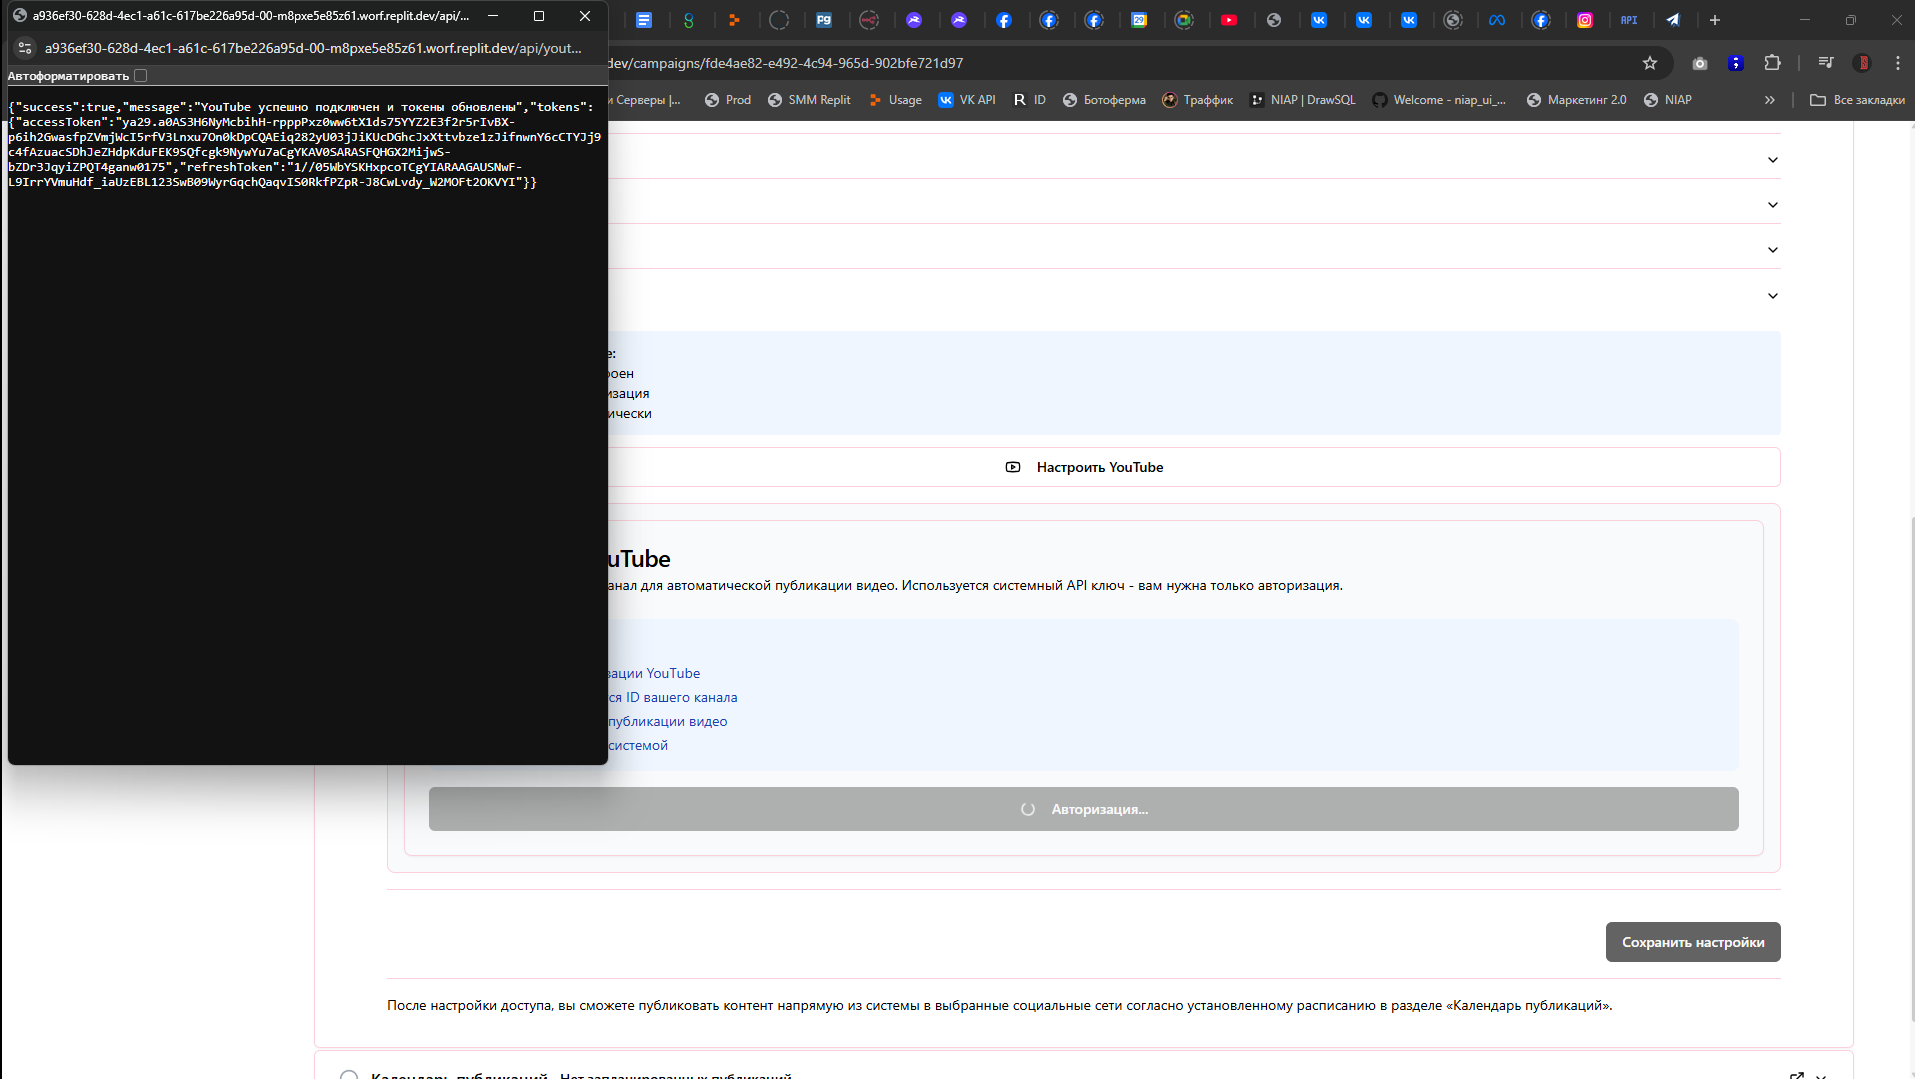 a936ef30-628d-4ec1-a61c-617be226a95d-00-m8pxe5e85z61.worf.replit.dev/api/...
a936ef30-628d-4ec1-a61c-617be226a95d-00-m8pxe5e85z61.worf.replit.dev/api/yout...
Автоформатировать
{"success":true,"message":"YouTube успешно подключен и токены обновлены","tokens":
{"accessToken":"ya29.a0AS3H6NyMcbihH-rpppPxz0ww6tX1ds75YYZ2E3f2r5rIvBX-
p6ih2GwasfpZVmjWcI5rfV3Lnxu7On0kDpCQAEiq282yU03jJiKUcDGhcJxXttvbze1zJifnwnY6cCTYJj9
c4fAzuacSDhJeZHdpKduFEK9SQfcgk9NywYu7aCgYKAV0SARASFQHGX2MijwS-
bZDr3JqyiZPQT4ganw0175","refreshToken":"1//05WbYSKHxpcoTCgYIARAAGAUSNwF-
L9IrrYVmuHdf_iaUzEBL123SwB09WyrGqchQaqvIS0RkfPZpR-J8CwLvdy_W2MOFt2OKVYI"}}
API
dev/campaigns/fde4ae82-e492-4c94-965d-902bfe721d97
и Серверы |...
Prod
SMM Replit
Usage
VK API
ID
Ботоферма
Траффик
NIAP | DrawSQL
Welcome - niap_ui_...
Маркетинг 2.0
NIAP
Все закладки
е:
роен
изация
ически
Настроить YouTube
uTube
анал для автоматической публикации видео. Используется системный API ключ - вам нужна только авторизация.
зации YouTube
ся ID вашего канала
публикации видео
системой
Авторизация...
Сохранить настройки
После настройки доступа, вы сможете публиковать контент напрямую из системы в выбранные социальные сети согласно установленному расписанию в разделе «Календарь публикаций».
Календарь публикаций - Нет запланированных публикаций